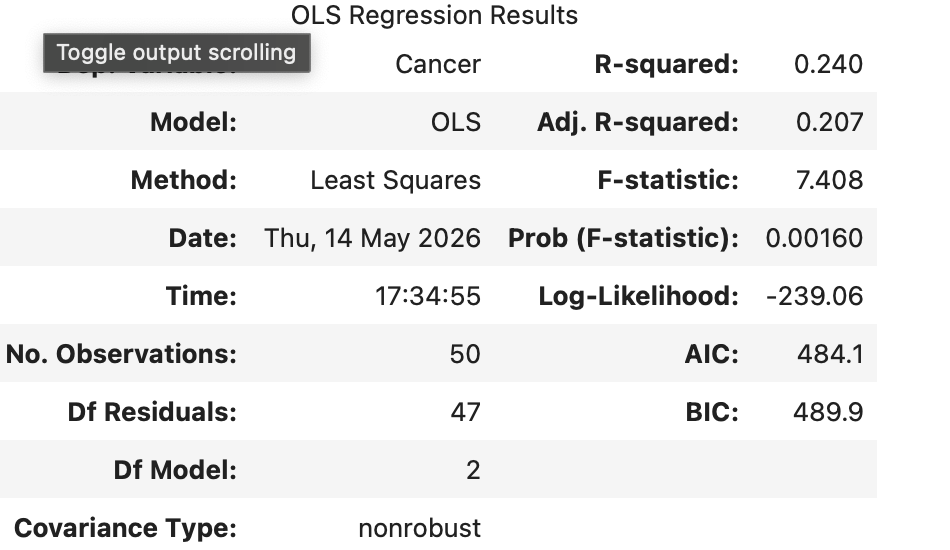 OLS Regression Results
Toggle output scrolling
Cancer R-squared: 0.240
Model: OLS Adj. R-squared: 0.207
Method: Least Squares F-statistic: 7.408
Date: Thu, 14 May 2026 Prob (F-statistic): 0.00160
Time: 17:34:55 Log-Likelihood: -239.06
No. Observations: 50 AIC: 484.1
Df Residuals: 47 BIC: 489.9
Df Model: 2
Covariance Type: nonrobust